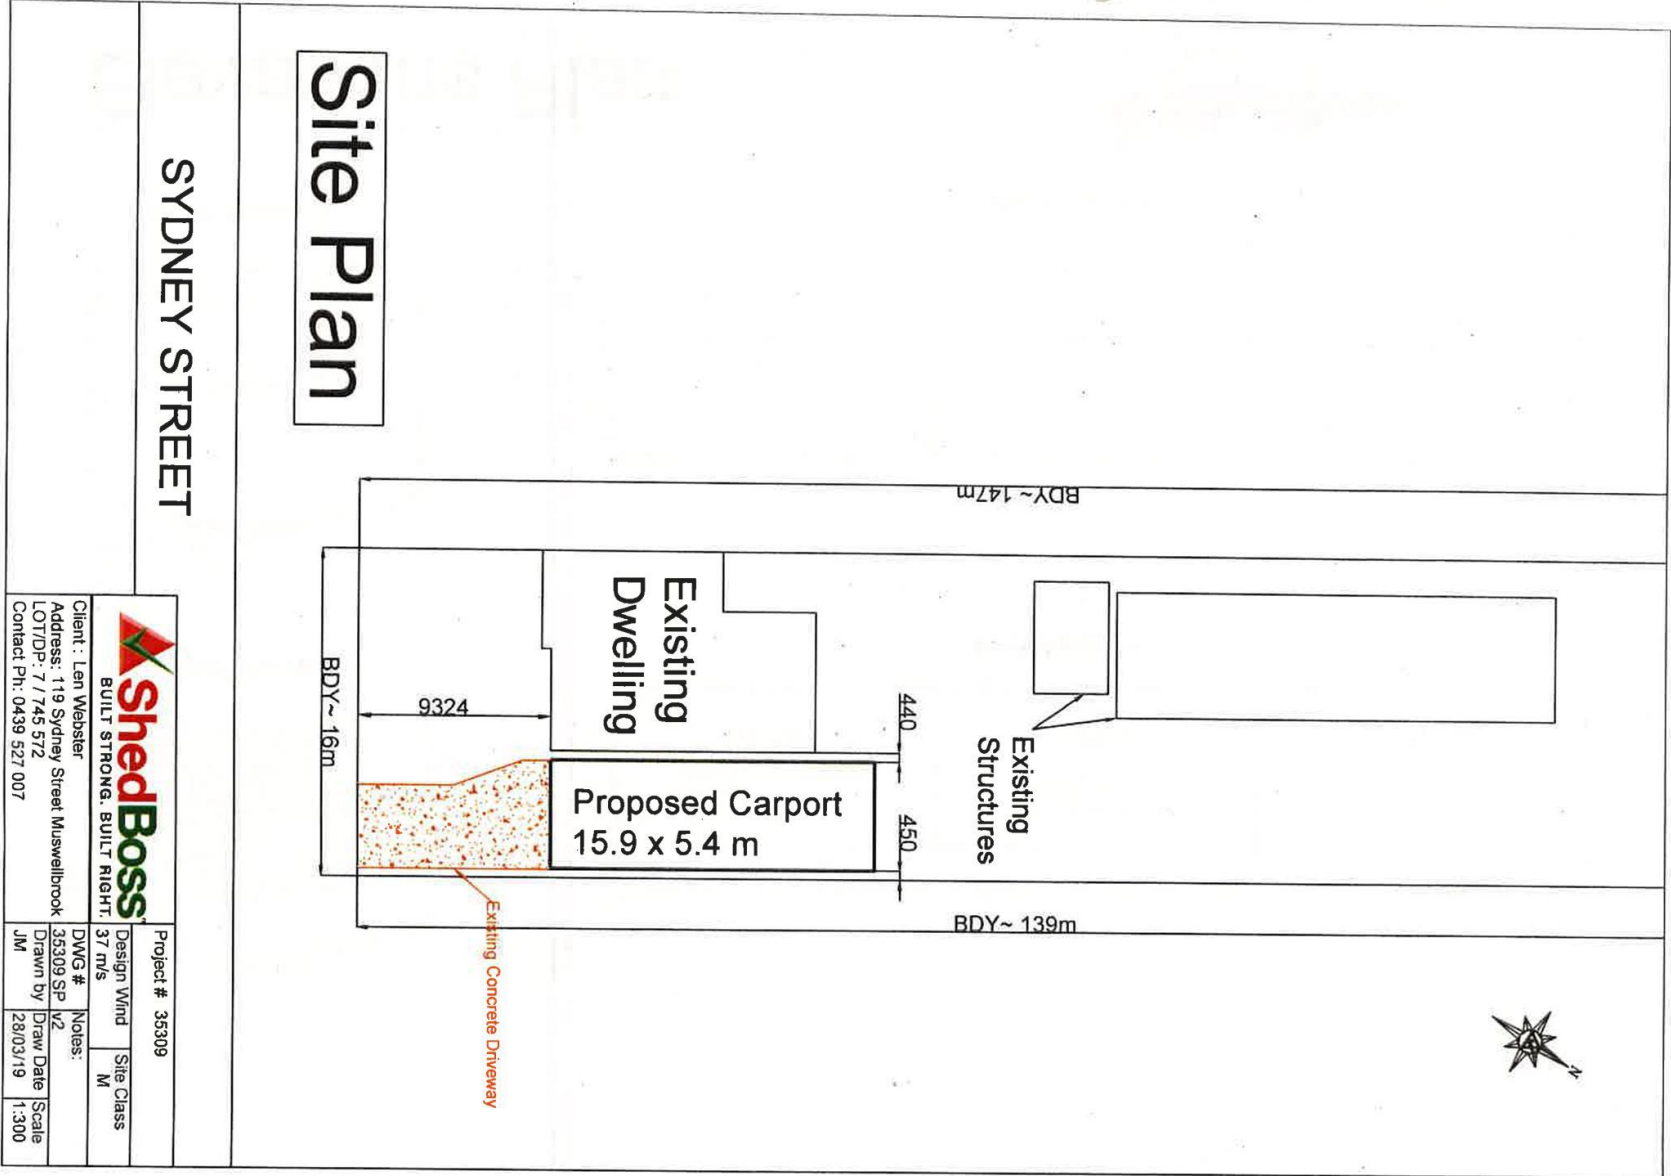 Site Plan
SYDNEY STREET
BDY~ 147m
BDY~ 16m
9324
Existing
Dwelling
440
450
Proposed Carport
15.9 x 5.4 m
Existing
Structures
Existing Concrete Driveway
BDY~ 139m
N
ShedBoss
BUILT STRONG. BUILT RIGHT.
Client : Len Webster
Address: 119 Sydney Street Muswellbrook
LOT/DP: 7 / 745 572
Contact Ph: 0439 527 007
Project # 35309
Design Wind
37 m/s
Site Class
M
DWG #
35309 SP
Notes:
v2
Drawn by
JM
Draw Date
28/03/19
Scale
1:300